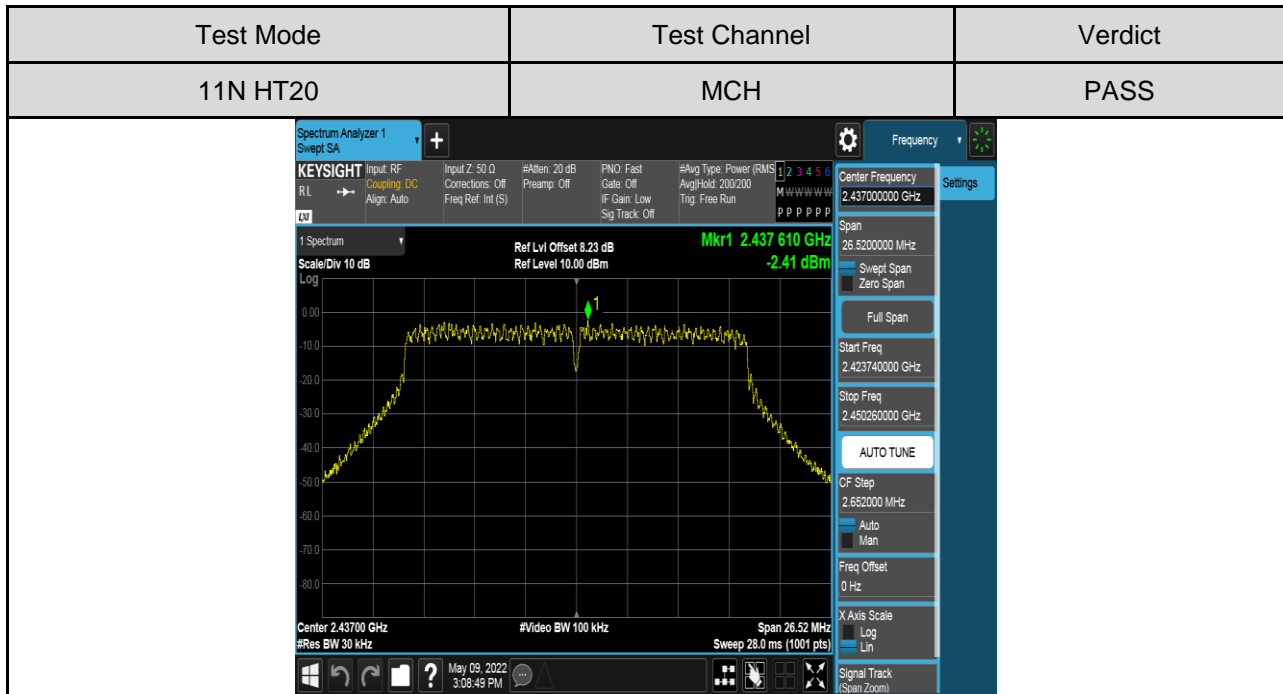 Test Mode Test Channel Verdict
11N HT20 MCH PASS
Spectrum Analyzer 1
Swept SA
+
Frequency
KEYSIGHT
RL
LXI
Input: RF
Coupling: DC
Align: Auto
Input Z: 50 Ω
Corrections: Off
Freq Ref: Int (S)
#Atten: 20 dB
Preamp: Off
PNO: Fast
Gate: Off
IF Gain: Low
Sig Track: Off
#Avg Type: Power (RMS
Avg|Hold: 200/200
Trig: Free Run
1 2 3 4 5 6
M W W W W W
P P P P P P
1 Spectrum
Scale/Div 10 dB
Log
Ref Lvl Offset 8.23 dB
Ref Level 10.00 dBm
Mkr1 2.437 610 GHz
-2.41 dBm
1
0.00
-10.0
-20.0
-30.0
-40.0
-50.0
-60.0
-70.0
-80.0
Center 2.43700 GHz
#Res BW 30 kHz
#Video BW 100 kHz
Span 26.52 MHz
Sweep 28.0 ms (1001 pts)
Center Frequency
2.437000000 GHz
Settings
Span
26.5200000 MHz
Swept Span
Zero Span
Full Span
Start Freq
2.423740000 GHz
Stop Freq
2.450260000 GHz
AUTO TUNE
CF Step
2.652000 MHz
Auto
Man
Freq Offset
0 Hz
X Axis Scale
Log
Lin
Signal Track
(Span Zoom)
?
May 09, 2022
3:08:49 PM